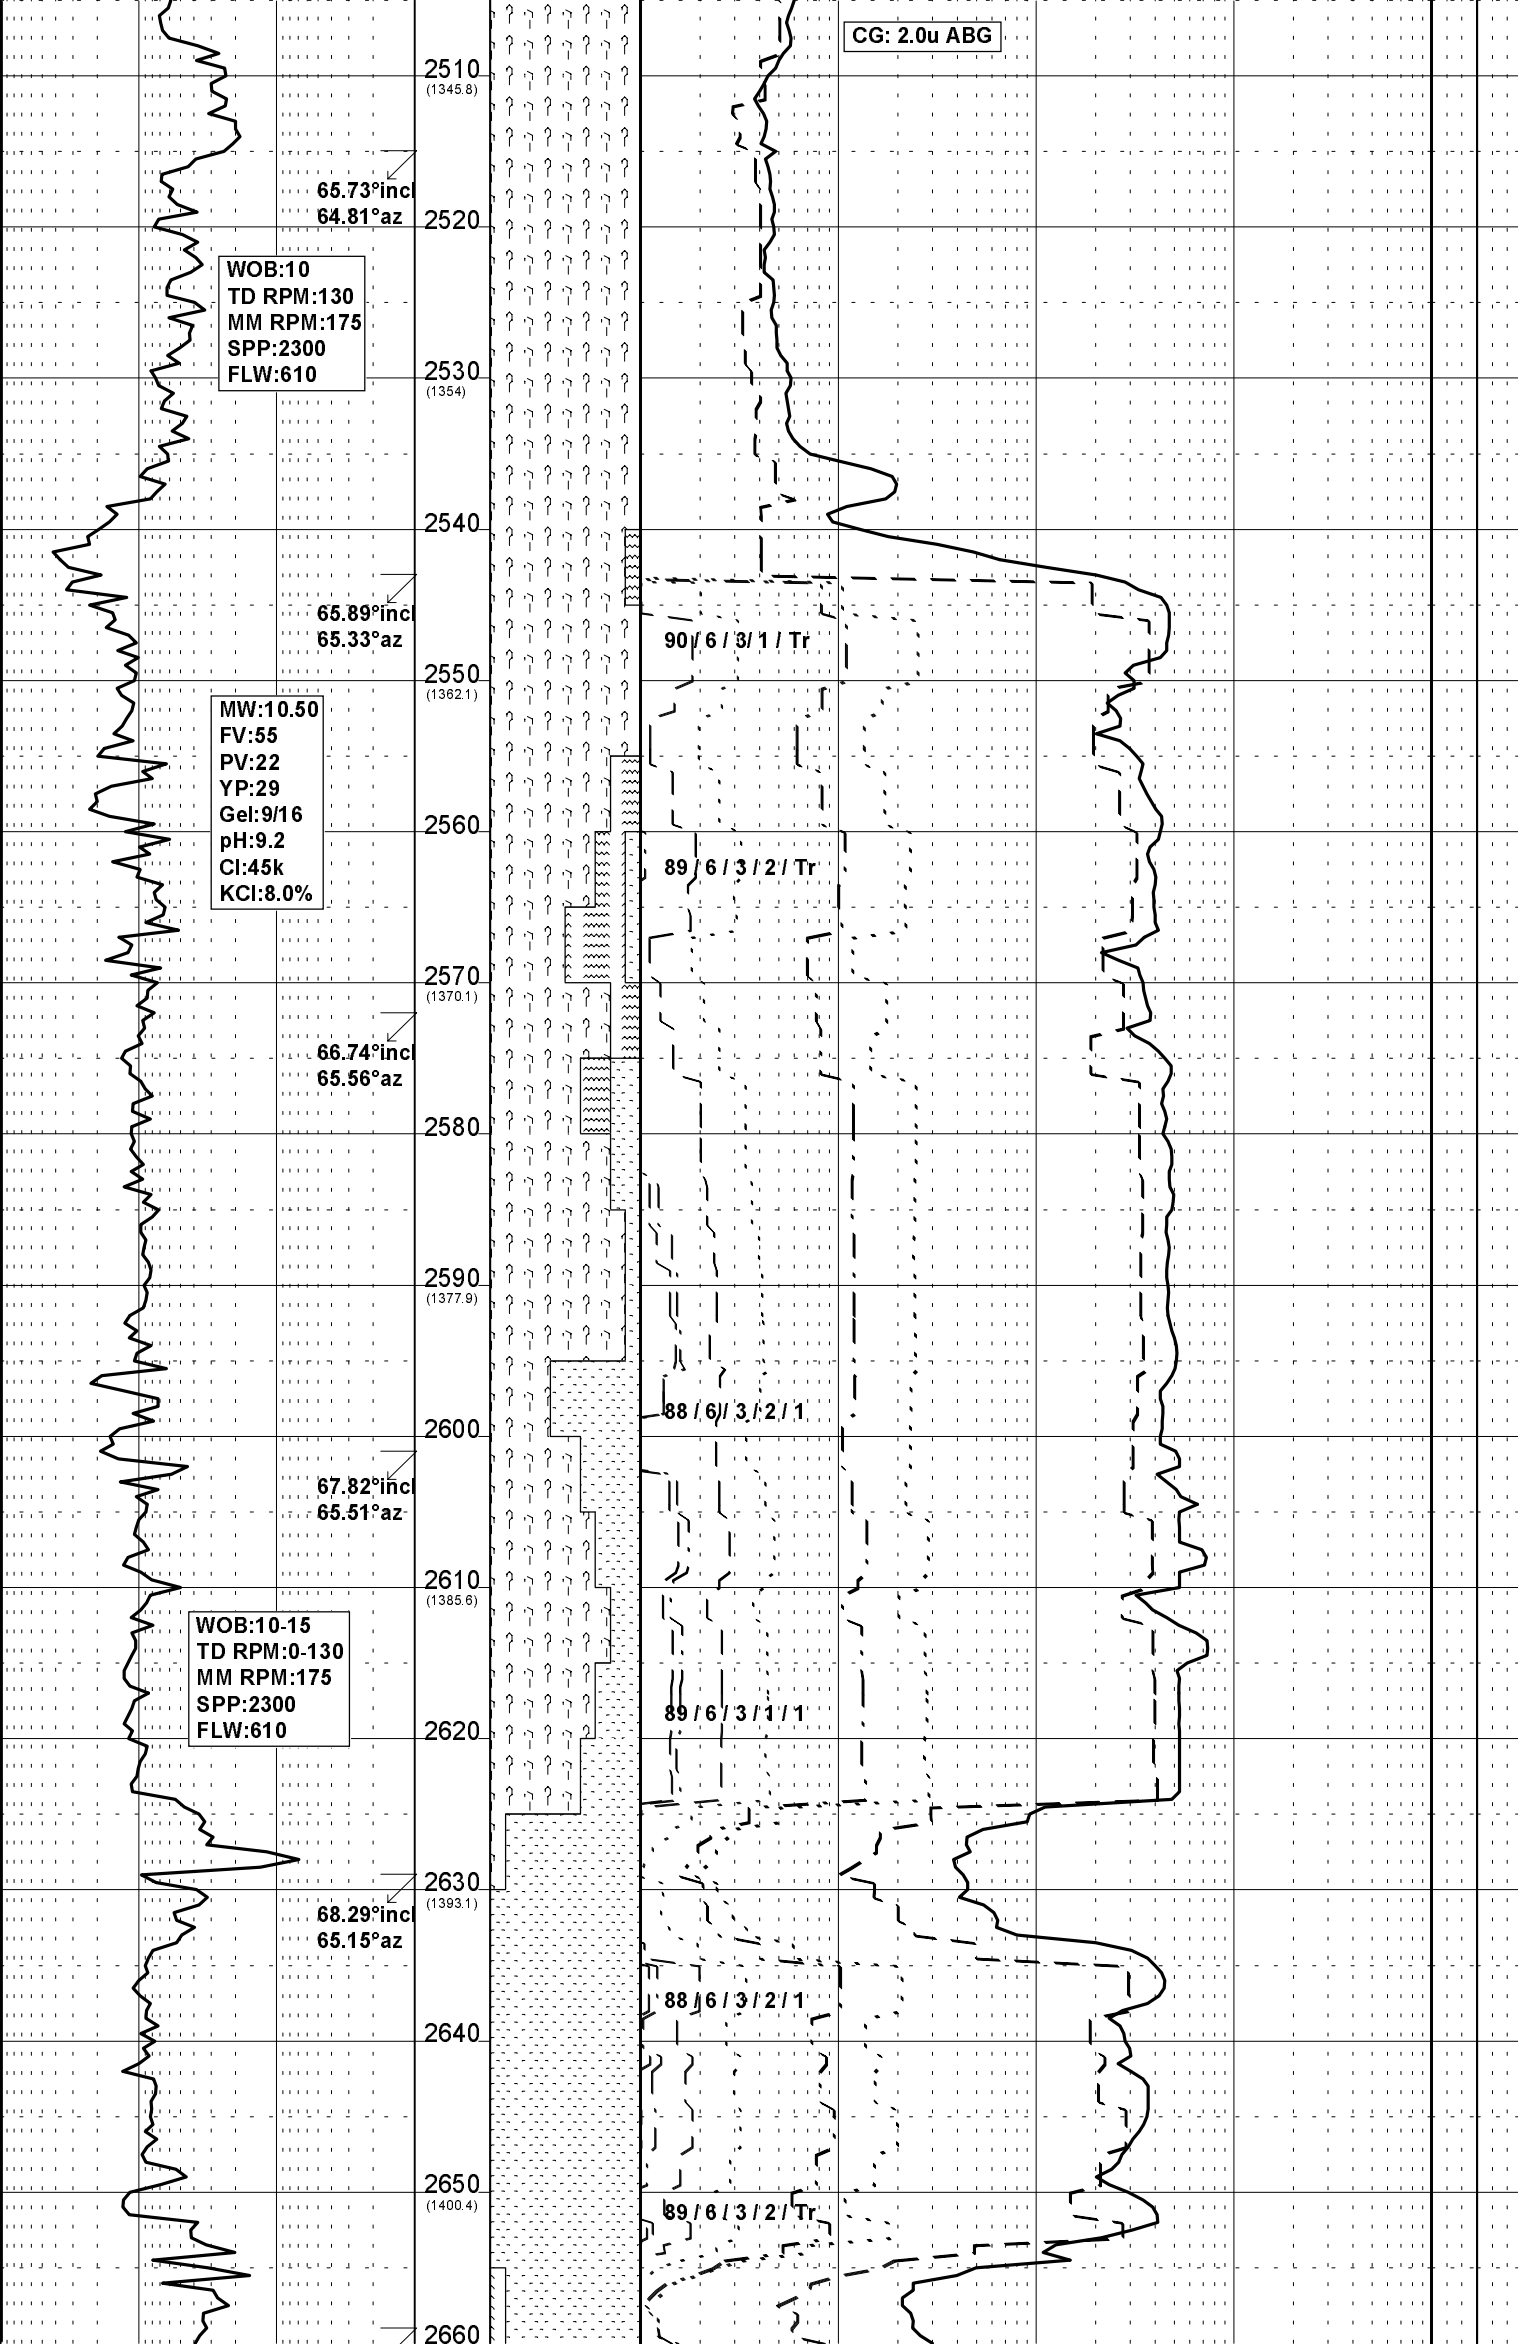 CG: 2.0u ABG
2510
(1345.8)
65.73°incl
64.81°az
2520
WOB:10
TD RPM:130
MM RPM:175
SPP:2300
FLW:610
2530
(1354)
2540
65.89°incl
65.33°az
90 / 6 / 3/ 1 / Tr
2550
(1362.1)
MW:10.50
FV:55
PV:22
YP:29
Gel:9/16
pH:9.2
Cl:45k
KCl:8.0%
2560
89 / 6 / 3 / 2 / Tr
2570
(1370.1)
66.74°incl
65.56°az
2580
2590
(1377.9)
88 / 6 / 3 / 2 / 1
2600
67.82°incl
65.51°az
2610
(1385.6)
WOB:10-15
TD RPM:0-130
MM RPM:175
SPP:2300
FLW:610
89 / 6 / 3 / 1 / 1
2620
2630
(1393.1)
68.29°incl
65.15°az
88 / 6 / 3 / 2 / 1
2640
2650
(1400.4)
89 / 6 / 3 / 2 / Tr
2660